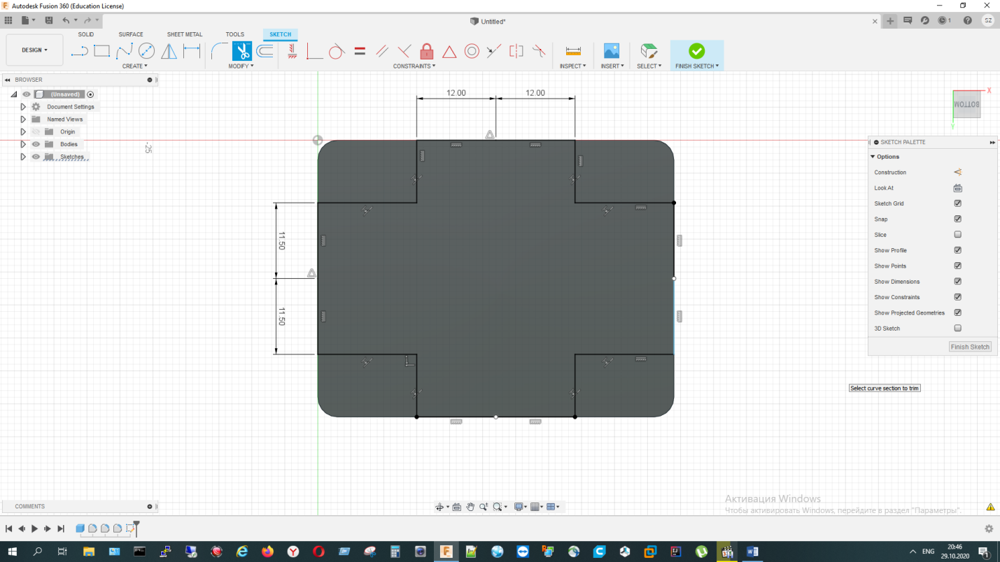 Autodesk Fusion 360 (Education License)
Untitled*
1
SZ
DESIGN
SOLID
SURFACE
SHEET METAL
TOOLS
SKETCH
CREATE
MODIFY
CONSTRAINTS
INSPECT
INSERT
SELECT
FINISH SKETCH
BROWSER
(Unsaved)
Document Settings
Named Views
Origin
Bodies
Sketches
-25
12.00
12.00
11.50
11.50
X
BOTTOM
Y
SKETCH PALETTE
Options
Construction
Look At
Sketch Grid
Snap
Slice
Show Profile
Show Points
Show Dimensions
Show Constraints
Show Projected Geometries
3D Sketch
Finish Sketch
Select curve section to trim
Активация Windows
Чтобы активировать Windows, перейдите в раздел "Параметры".
COMMENTS
ENG
20:46
29.10.2020